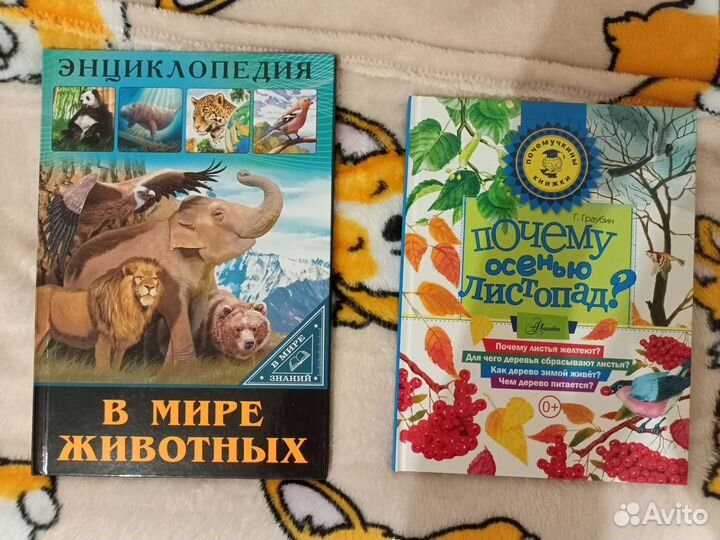 ЭНЦИКЛОПЕДИЯ
В МИРЕ
ЗНАНИЙ
В МИРЕ
ЖИВОТНЫХ
ПОЧЕМУЧКИНЫ
КНИЖКИ
Г. Граубин
ПОЧЕМУ
ОСЕНЬЮ
ЛИСТОПАД?
Аванта
Почему листья желтеют?
Для чего деревья сбрасывают листья?
Как дерево зимой живёт?
Чем дерево питается?
0+
Avito